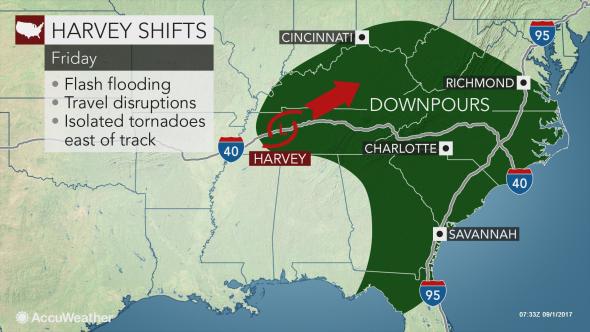 HARVEY SHIFTS
Friday
• Flash flooding
• Travel disruptions
• Isolated tornadoes
east of track
CINCINNATI
95
RICHMOND
DOWNPOURS
L
40
HARVEY
CHARLOTTE
40
SAVANNAH
95
AccuWeather
07:33Z 09/1/2017